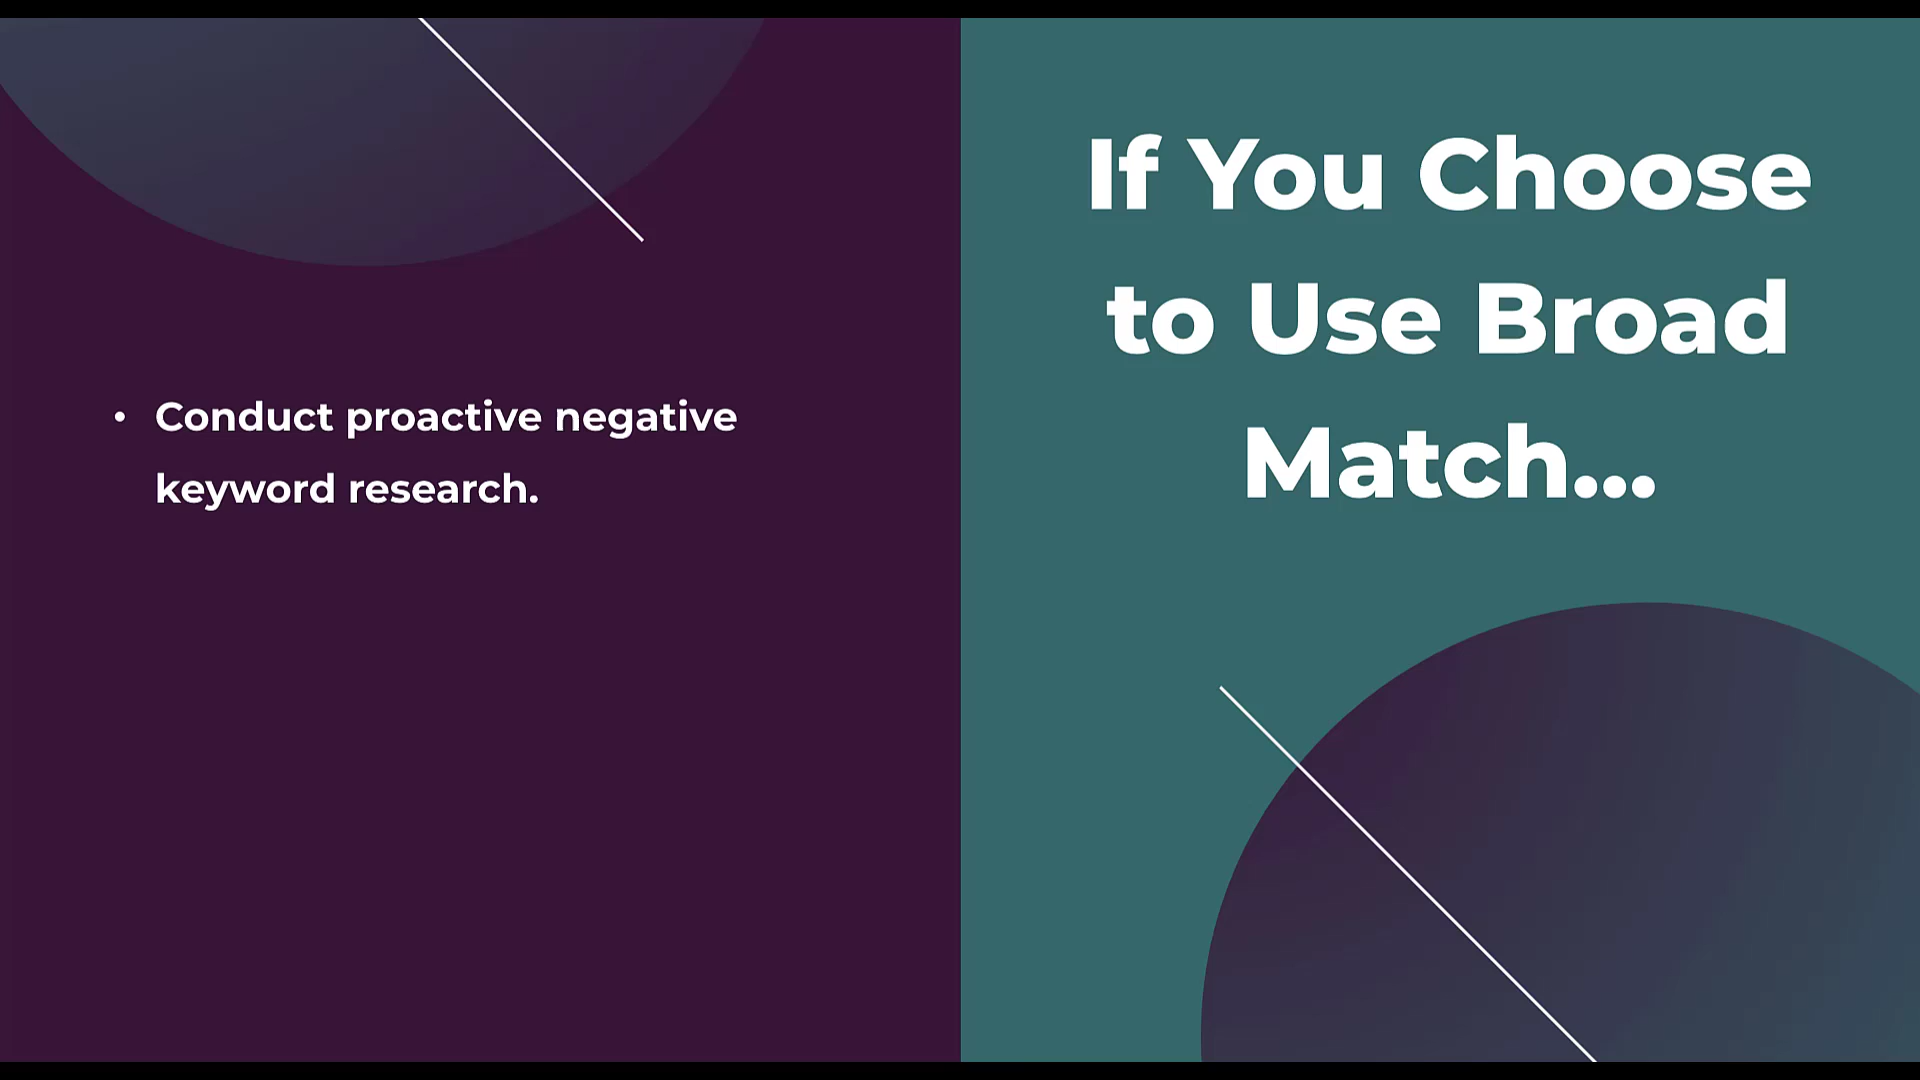 If You Choose
to Use Broad
Match...
• Conduct proactive negative
keyword research.